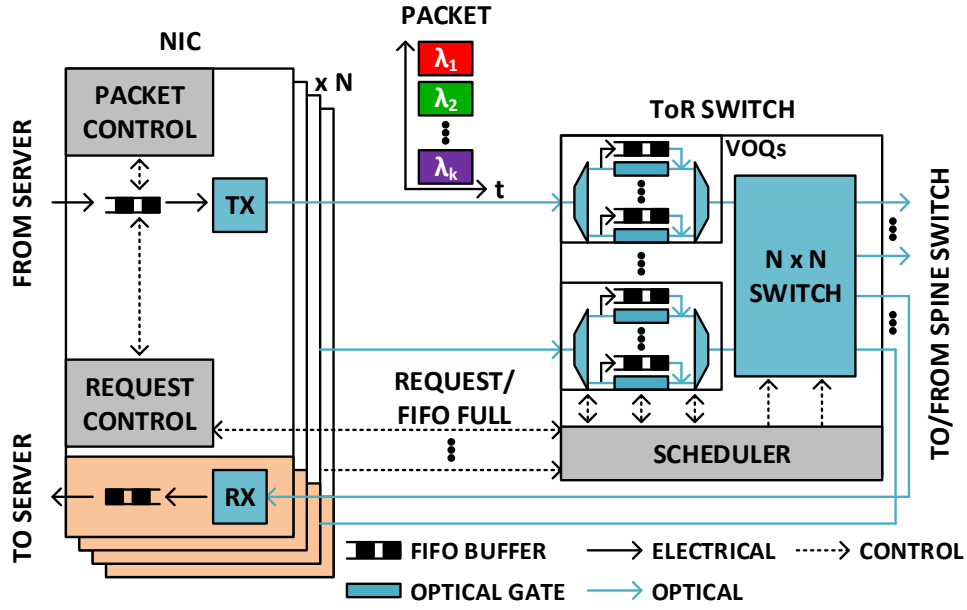 PACKET
NIC
x N
PACKET
CONTROL
λ1
λ2
λk
t
ToR SWITCH
VOQs
FROM SERVER
TX
N x N
SWITCH
TO/FROM SPINE SWITCH
REQUEST
CONTROL
REQUEST/
FIFO FULL
SCHEDULER
TO SERVER
RX
FIFO BUFFER
ELECTRICAL
CONTROL
OPTICAL GATE
OPTICAL